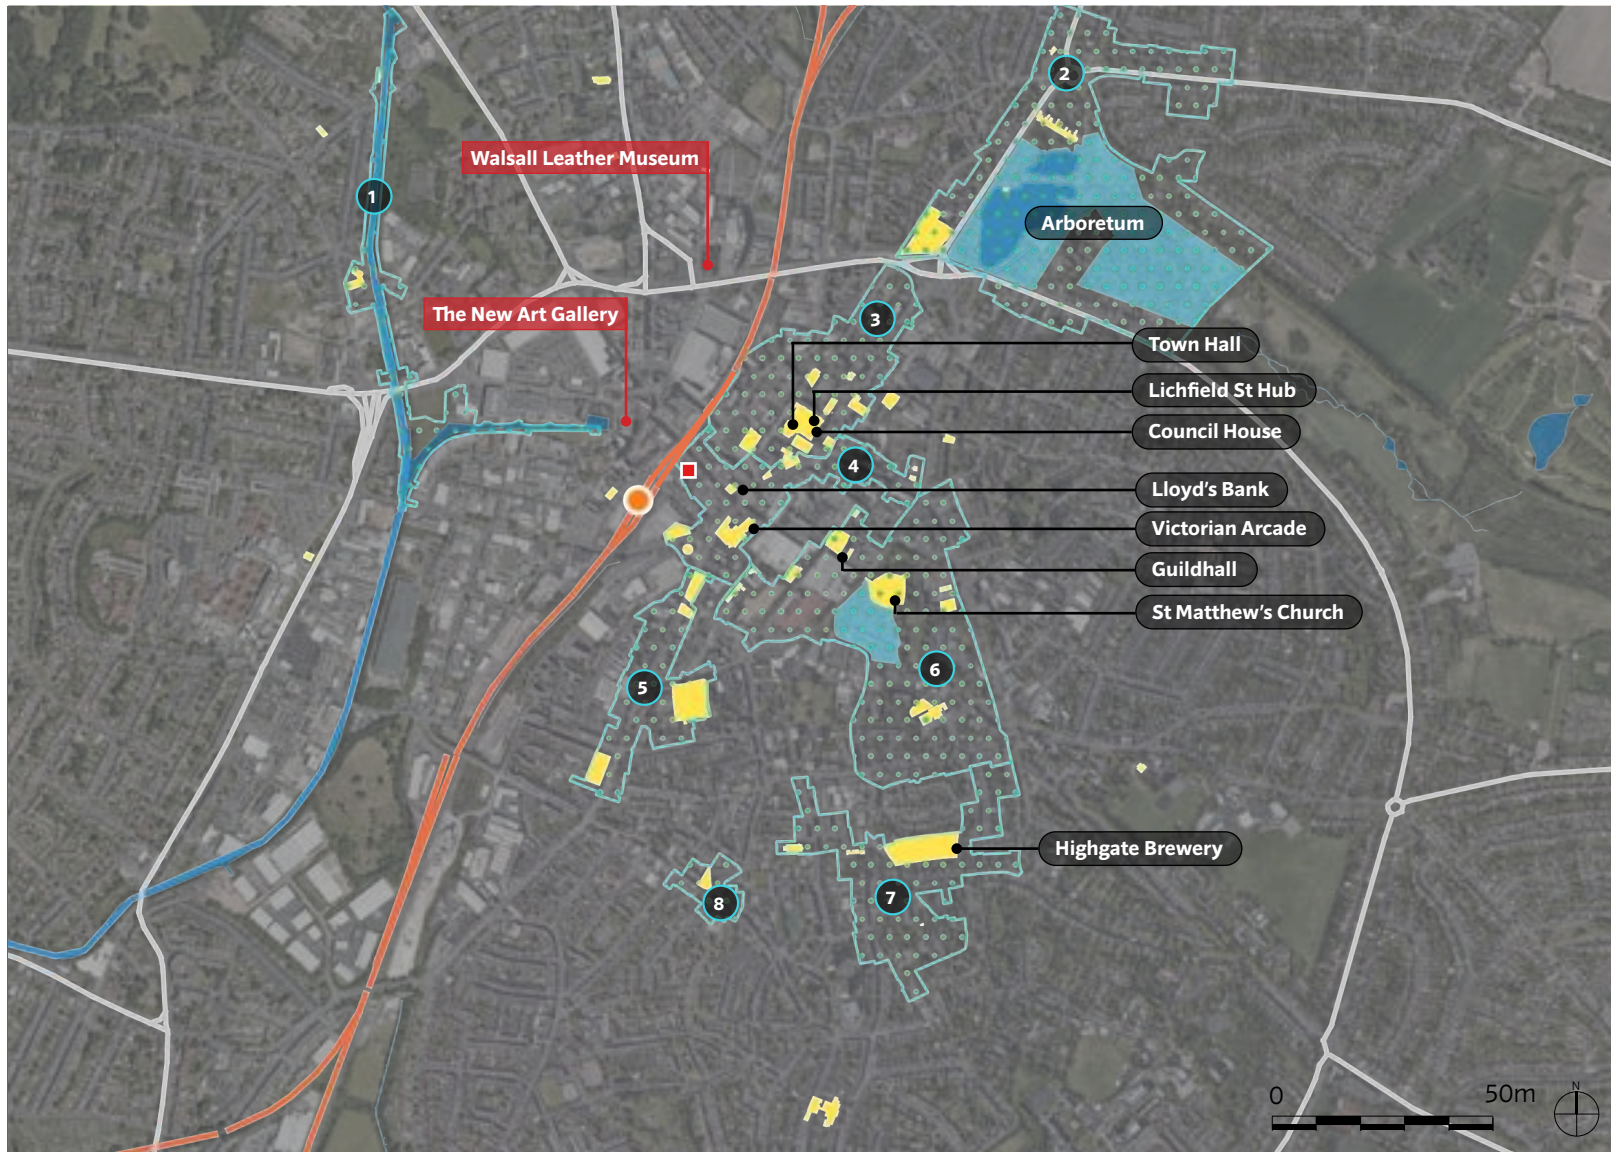 2
Walsall Leather Museum
1
Arboretum
The New Art Gallery
3
Town Hall
Lichfield St Hub
Council House
4
Lloyd's Bank
Victorian Arcade
Guildhall
St Matthew's Church
6
5
Highgate Brewery
7
8
0 50m
N